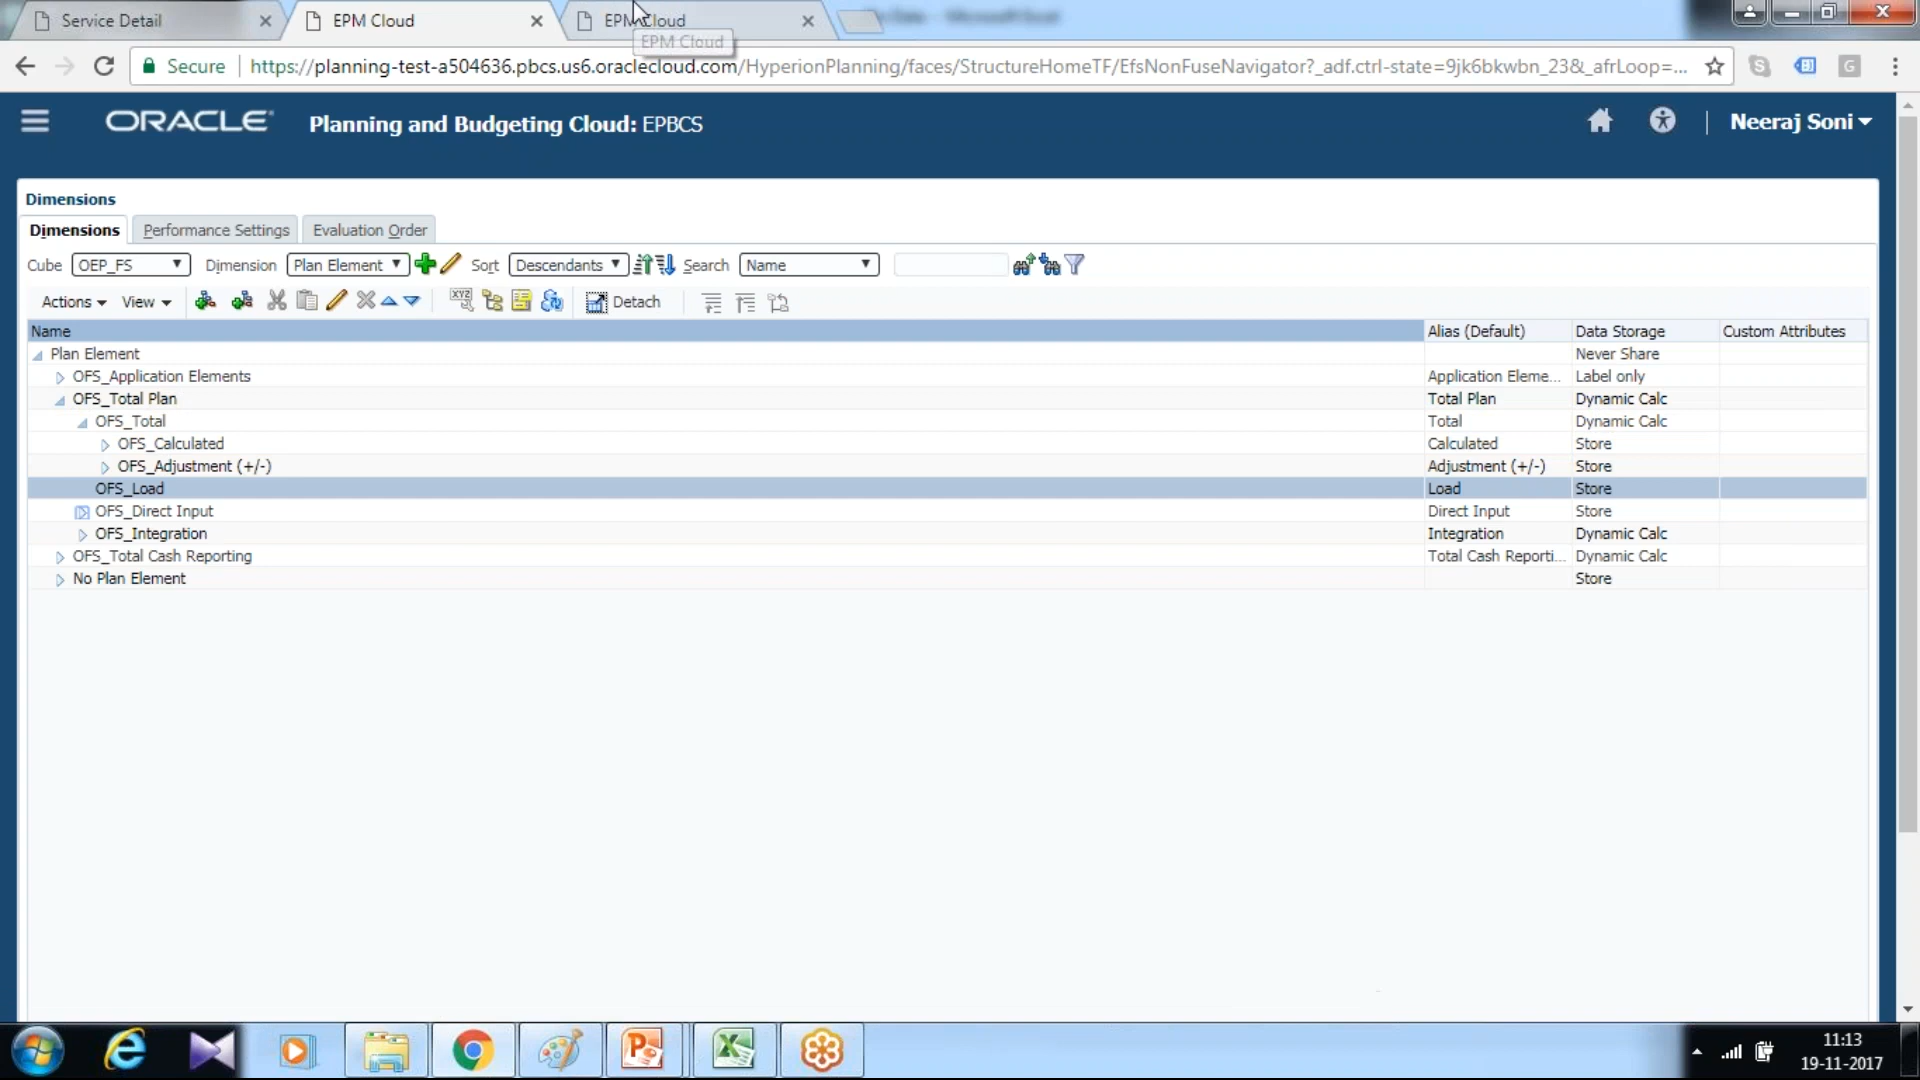 Service Detail
EPM Cloud
EPM Cloud
Microsoft Excel
EPM Cloud
Secure
https://planning-test-a504636.pbcs.us6.oraclecloud.com/HyperionPlanning/faces/StructureHomeTF/EfsNonFuseNavigator?_adf.ctrl-state=9jk6bkwbn_23&_afrLoop=...
ORACLE
Planning and Budgeting Cloud: EPBCS
Neeraj Soni
Dimensions
Dimensions Performance Settings Evaluation Order
Cube OEP_FS Dimension Plan Element Sort Descendants Search Name
Actions View Detach
Name Alias (Default) Data Storage Custom Attributes
Plan Element Never Share
OFS_Application Elements Application Eleme... Label only
OFS_Total Plan Total Plan Dynamic Calc
OFS_Total Total Dynamic Calc
OFS_Calculated Calculated Store
OFS_Adjustment (+/-) Adjustment (+/-) Store
OFS_Load Load Store
OFS_Direct Input Direct Input Store
OFS_Integration Integration Dynamic Calc
OFS_Total Cash Reporting Total Cash Reporti... Dynamic Calc
No Plan Element Store
11:13
19-11-2017